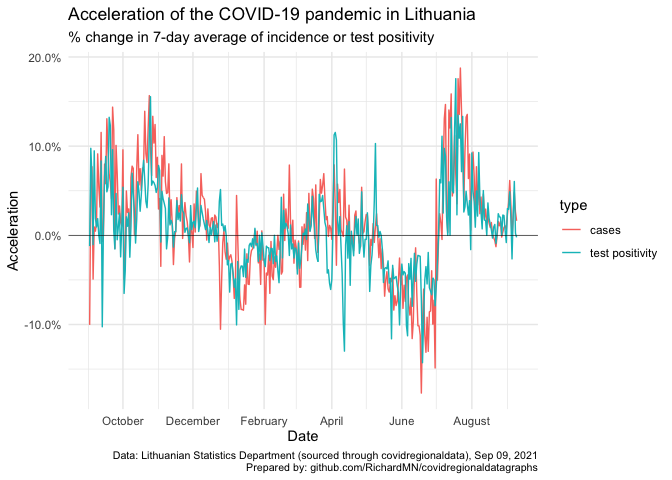 Acceleration of the COVID-19 pandemic in Lithuania
% change in 7-day average of incidence or test positivity
20.0%
10.0%
0.0%
-10.0%
Acceleration
October December February April June August
Date
type
cases
test positivity
Data: Lithuanian Statistics Department (sourced through covidregionaldata), Sep 09, 2021
Prepared by: github.com/RichardMN/covidregionaldatagraphs